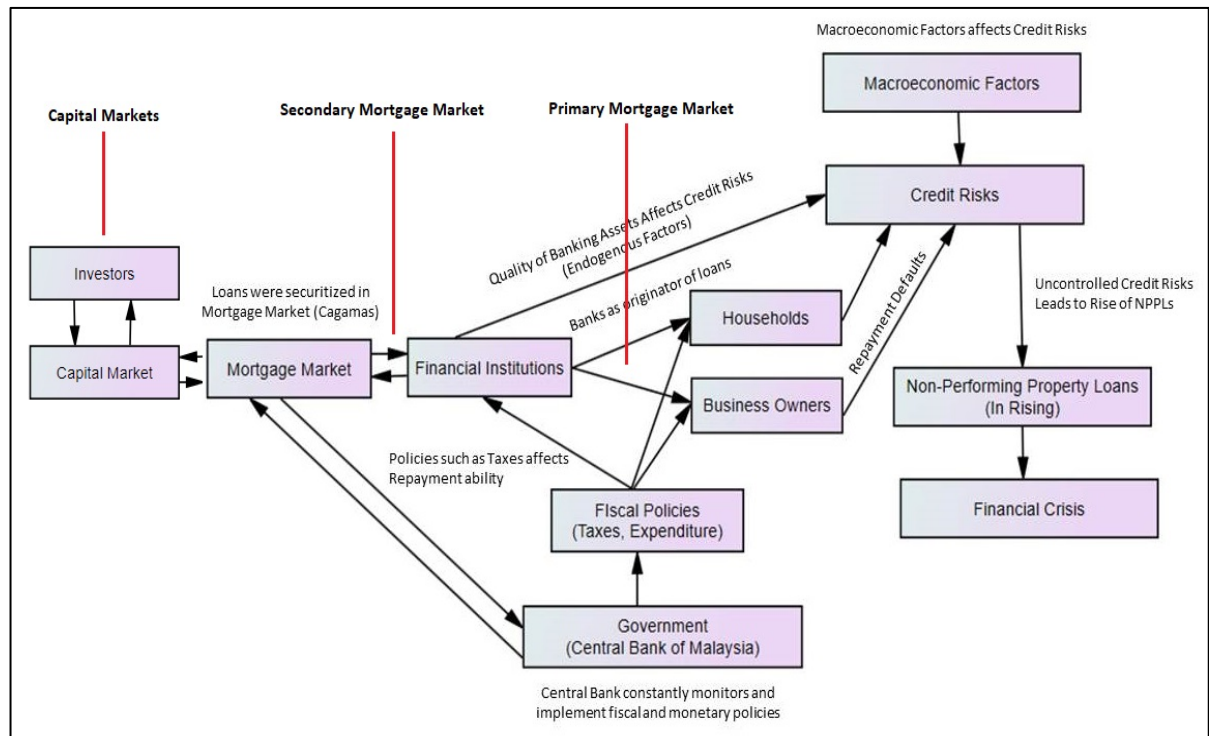 Macroeconomic Factors affects Credit Risks
Macroeconomic Factors
Capital Markets
Secondary Mortgage Market
Primary Mortgage Market
Credit Risks
Quality of Banking Assets Affects Credit Risks
(Endogenous Factors)
Investors
Loans were securitized in
Mortgage Market (Cagamas)
Banks as originator of loans
Uncontrolled Credit Risks
Leads to Rise of NPPLs
Households
Repayment Defaults
Capital Market
Mortgage Market
Financial Institutions
Business Owners
Non-Performing Property Loans
(In Rising)
Policies such as Taxes affects
Repayment ability
FIscal Policies
(Taxes, Expenditure)
Financial Crisis
Government
(Central Bank of Malaysia)
Central Bank constantly monitors and
implement fiscal and monetary policies